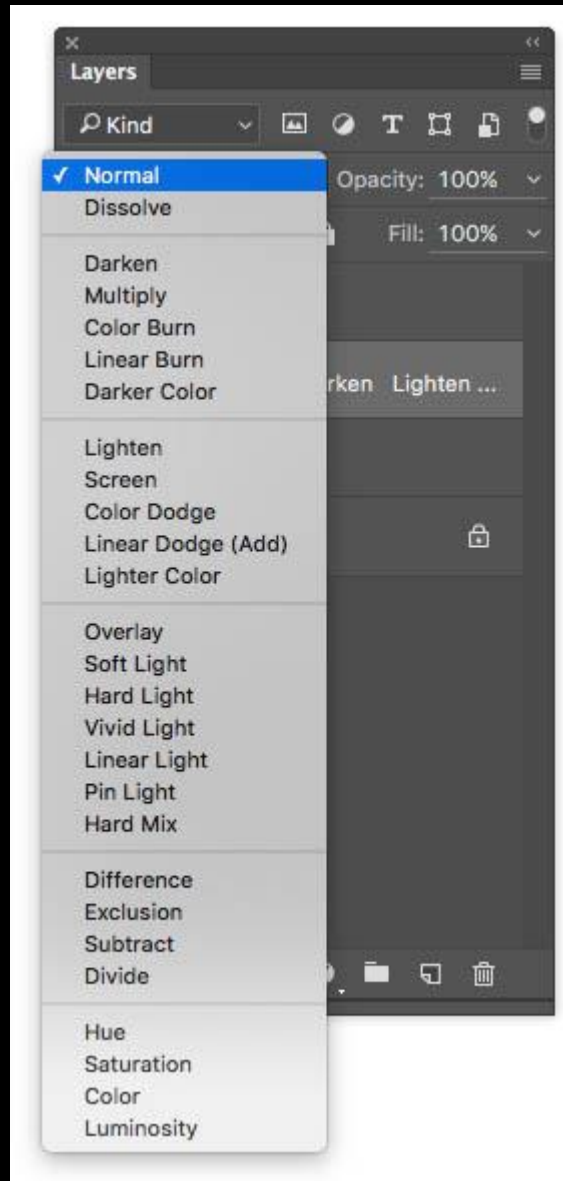 Layers
Kind
T
Normal
Opacity: 100%
Dissolve
Fill: 100%
Darken
Multiply
Color Burn
Linear Burn
Darker Color
rken Lighten ...
Lighten
Screen
Color Dodge
Linear Dodge (Add)
Lighter Color
Overlay
Soft Light
Hard Light
Vivid Light
Linear Light
Pin Light
Hard Mix
Difference
Exclusion
Subtract
Divide
Hue
Saturation
Color
Luminosity